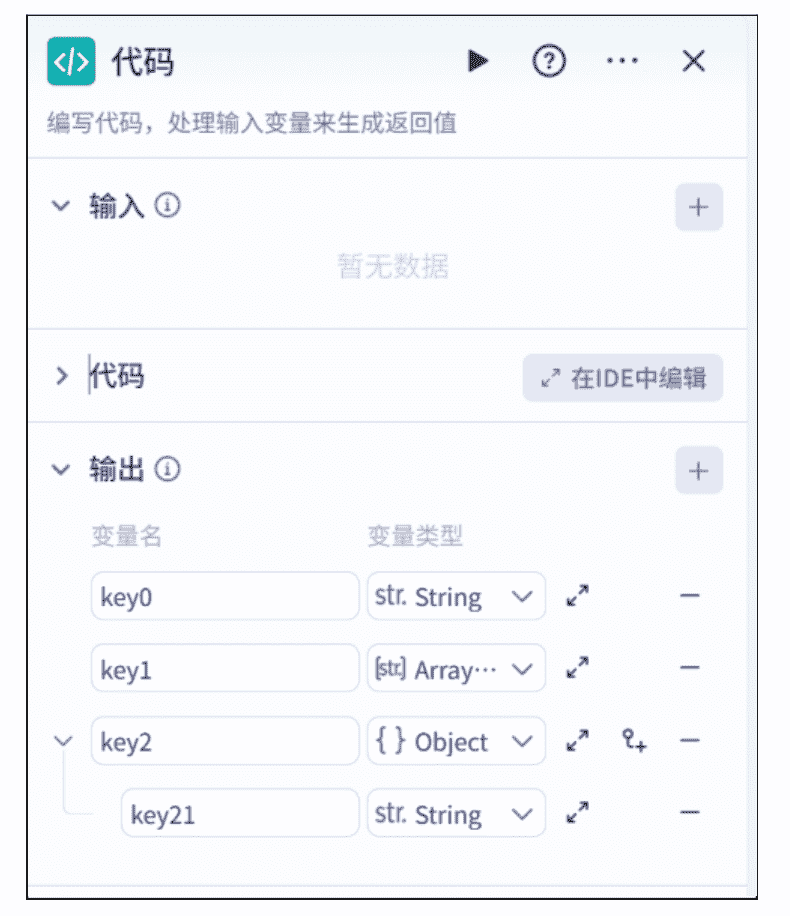 代码
编写代码，处理输入变量来生成返回值
输入
暂无数据
代码 在IDE中编辑
输出
变量名 变量类型
key0 str. String
key1 [str.] Array…
key2 { } Object
key21 str. String